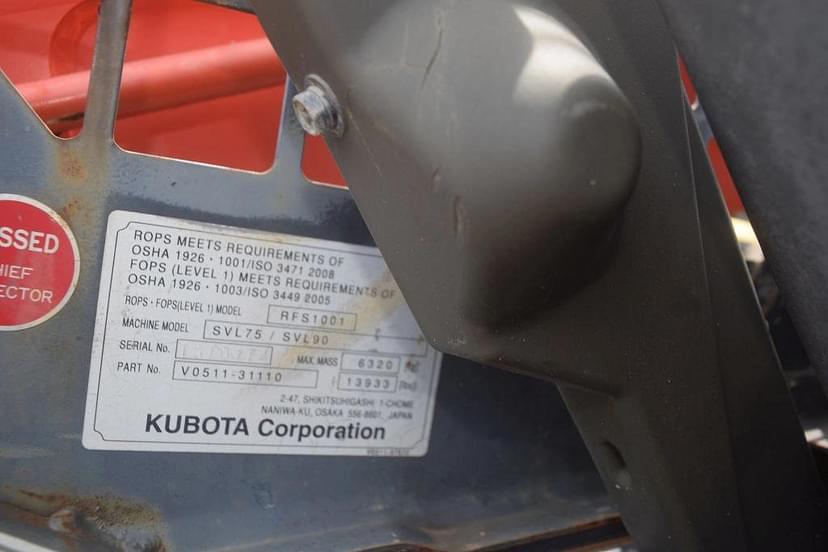 SSED
HIEF
ECTOR
ROPS MEETS REQUIREMENTS OF
OSHA 1926・1001/ISO 3471 2008
FOPS (LEVEL 1) MEETS REQUIREMENTS OF
OSHA 1926・1003/ISO 3449 2005
ROPS・FOPS(LEVEL 1) MODEL RFS1001
MACHINE MODEL SVL75 / SVL90
SERIAL No. MAX. MASS 6320 (kg)
PART No. V0511-31110 13933 (lbs)
2-47, SHIKITSUHIGASHI 1-CHOME
NANIWA-KU, OSAKA 556-8601, JAPAN
KUBOTA Corporation